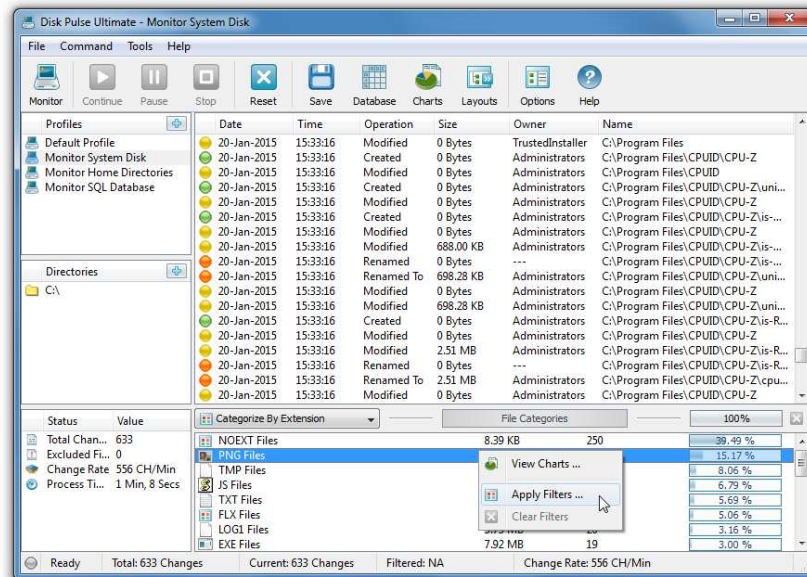 Disk Pulse Ultimate - Monitor System Disk
File Command Tools Help
Monitor Continue Pause Stop Reset Save Database Charts Layouts Options Help
Profiles
Default Profile
Monitor System Disk
Monitor Home Directories
Monitor SQL Database
Directories
C:\
Date Time Operation Size Owner Name
20-Jan-2015 15:33:16 Modified 0 Bytes TrustedInstaller C:\Program Files
20-Jan-2015 15:33:16 Created 0 Bytes Administrators C:\Program Files\CPUID\CPU-Z
20-Jan-2015 15:33:16 Modified 0 Bytes Administrators C:\Program Files\CPUID
20-Jan-2015 15:33:16 Created 0 Bytes Administrators C:\Program Files\CPUID\CPU-Z\uni...
20-Jan-2015 15:33:16 Modified 0 Bytes Administrators C:\Program Files\CPUID\CPU-Z
20-Jan-2015 15:33:16 Created 0 Bytes Administrators C:\Program Files\CPUID\CPU-Z\is-...
20-Jan-2015 15:33:16 Modified 0 Bytes Administrators C:\Program Files\CPUID\CPU-Z
20-Jan-2015 15:33:16 Modified 688.00 KB Administrators C:\Program Files\CPUID\CPU-Z\is-...
20-Jan-2015 15:33:16 Renamed 0 Bytes --- C:\Program Files\CPUID\CPU-Z\is-...
20-Jan-2015 15:33:16 Renamed To 698.28 KB Administrators C:\Program Files\CPUID\CPU-Z\uni...
20-Jan-2015 15:33:16 Modified 0 Bytes Administrators C:\Program Files\CPUID\CPU-Z
20-Jan-2015 15:33:16 Modified 698.28 KB Administrators C:\Program Files\CPUID\CPU-Z\uni...
20-Jan-2015 15:33:16 Created 0 Bytes Administrators C:\Program Files\CPUID\CPU-Z\is-R...
20-Jan-2015 15:33:16 Modified 0 Bytes Administrators C:\Program Files\CPUID\CPU-Z
20-Jan-2015 15:33:16 Modified 2.51 MB Administrators C:\Program Files\CPUID\CPU-Z\is-R...
20-Jan-2015 15:33:16 Renamed 0 Bytes --- C:\Program Files\CPUID\CPU-Z\is-R...
20-Jan-2015 15:33:16 Renamed To 2.51 MB Administrators C:\Program Files\CPUID\CPU-Z\cpu...
20-Jan-2015 15:33:16 Modified 0 Bytes Administrators C:\Program Files\CPUID\CPU-Z
Status Value
Total Chan... 633
Excluded Fi... 0
Change Rate 556 CH/Min
Process Ti... 1 Min, 8 Secs
Categorize By Extension File Categories 100%
NOEXT Files 8.39 KB 250 39.49 %
PNG Files 15.17 %
TMP Files 8.06 %
JS Files 6.79 %
TXT Files 5.69 %
FLX Files 5.06 %
LOG1 Files 3.16 %
EXE Files 7.92 MB 19 3.00 %
View Charts ...
Apply Filters ...
Clear Filters
Ready Total: 633 Changes Current: 633 Changes Filtered: NA Change Rate: 556 CH/Min